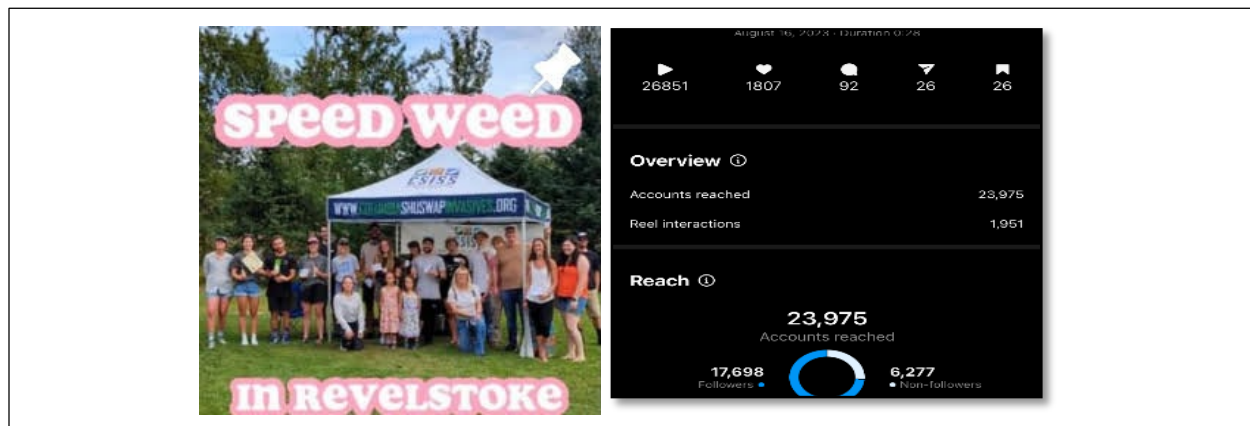 SPEED WEED
CSISS
WWW.COLUMBIASHUSWAPINVASIVES.ORG
CSISS
IN REVELSTOKE
August 16, 2023 · Duration 0:28
26851 1807 92 26 26
Overview
Accounts reached 23,975
Reel interactions 1,951
Reach
23,975
Accounts reached
17,698 6,277
Followers Non-followers